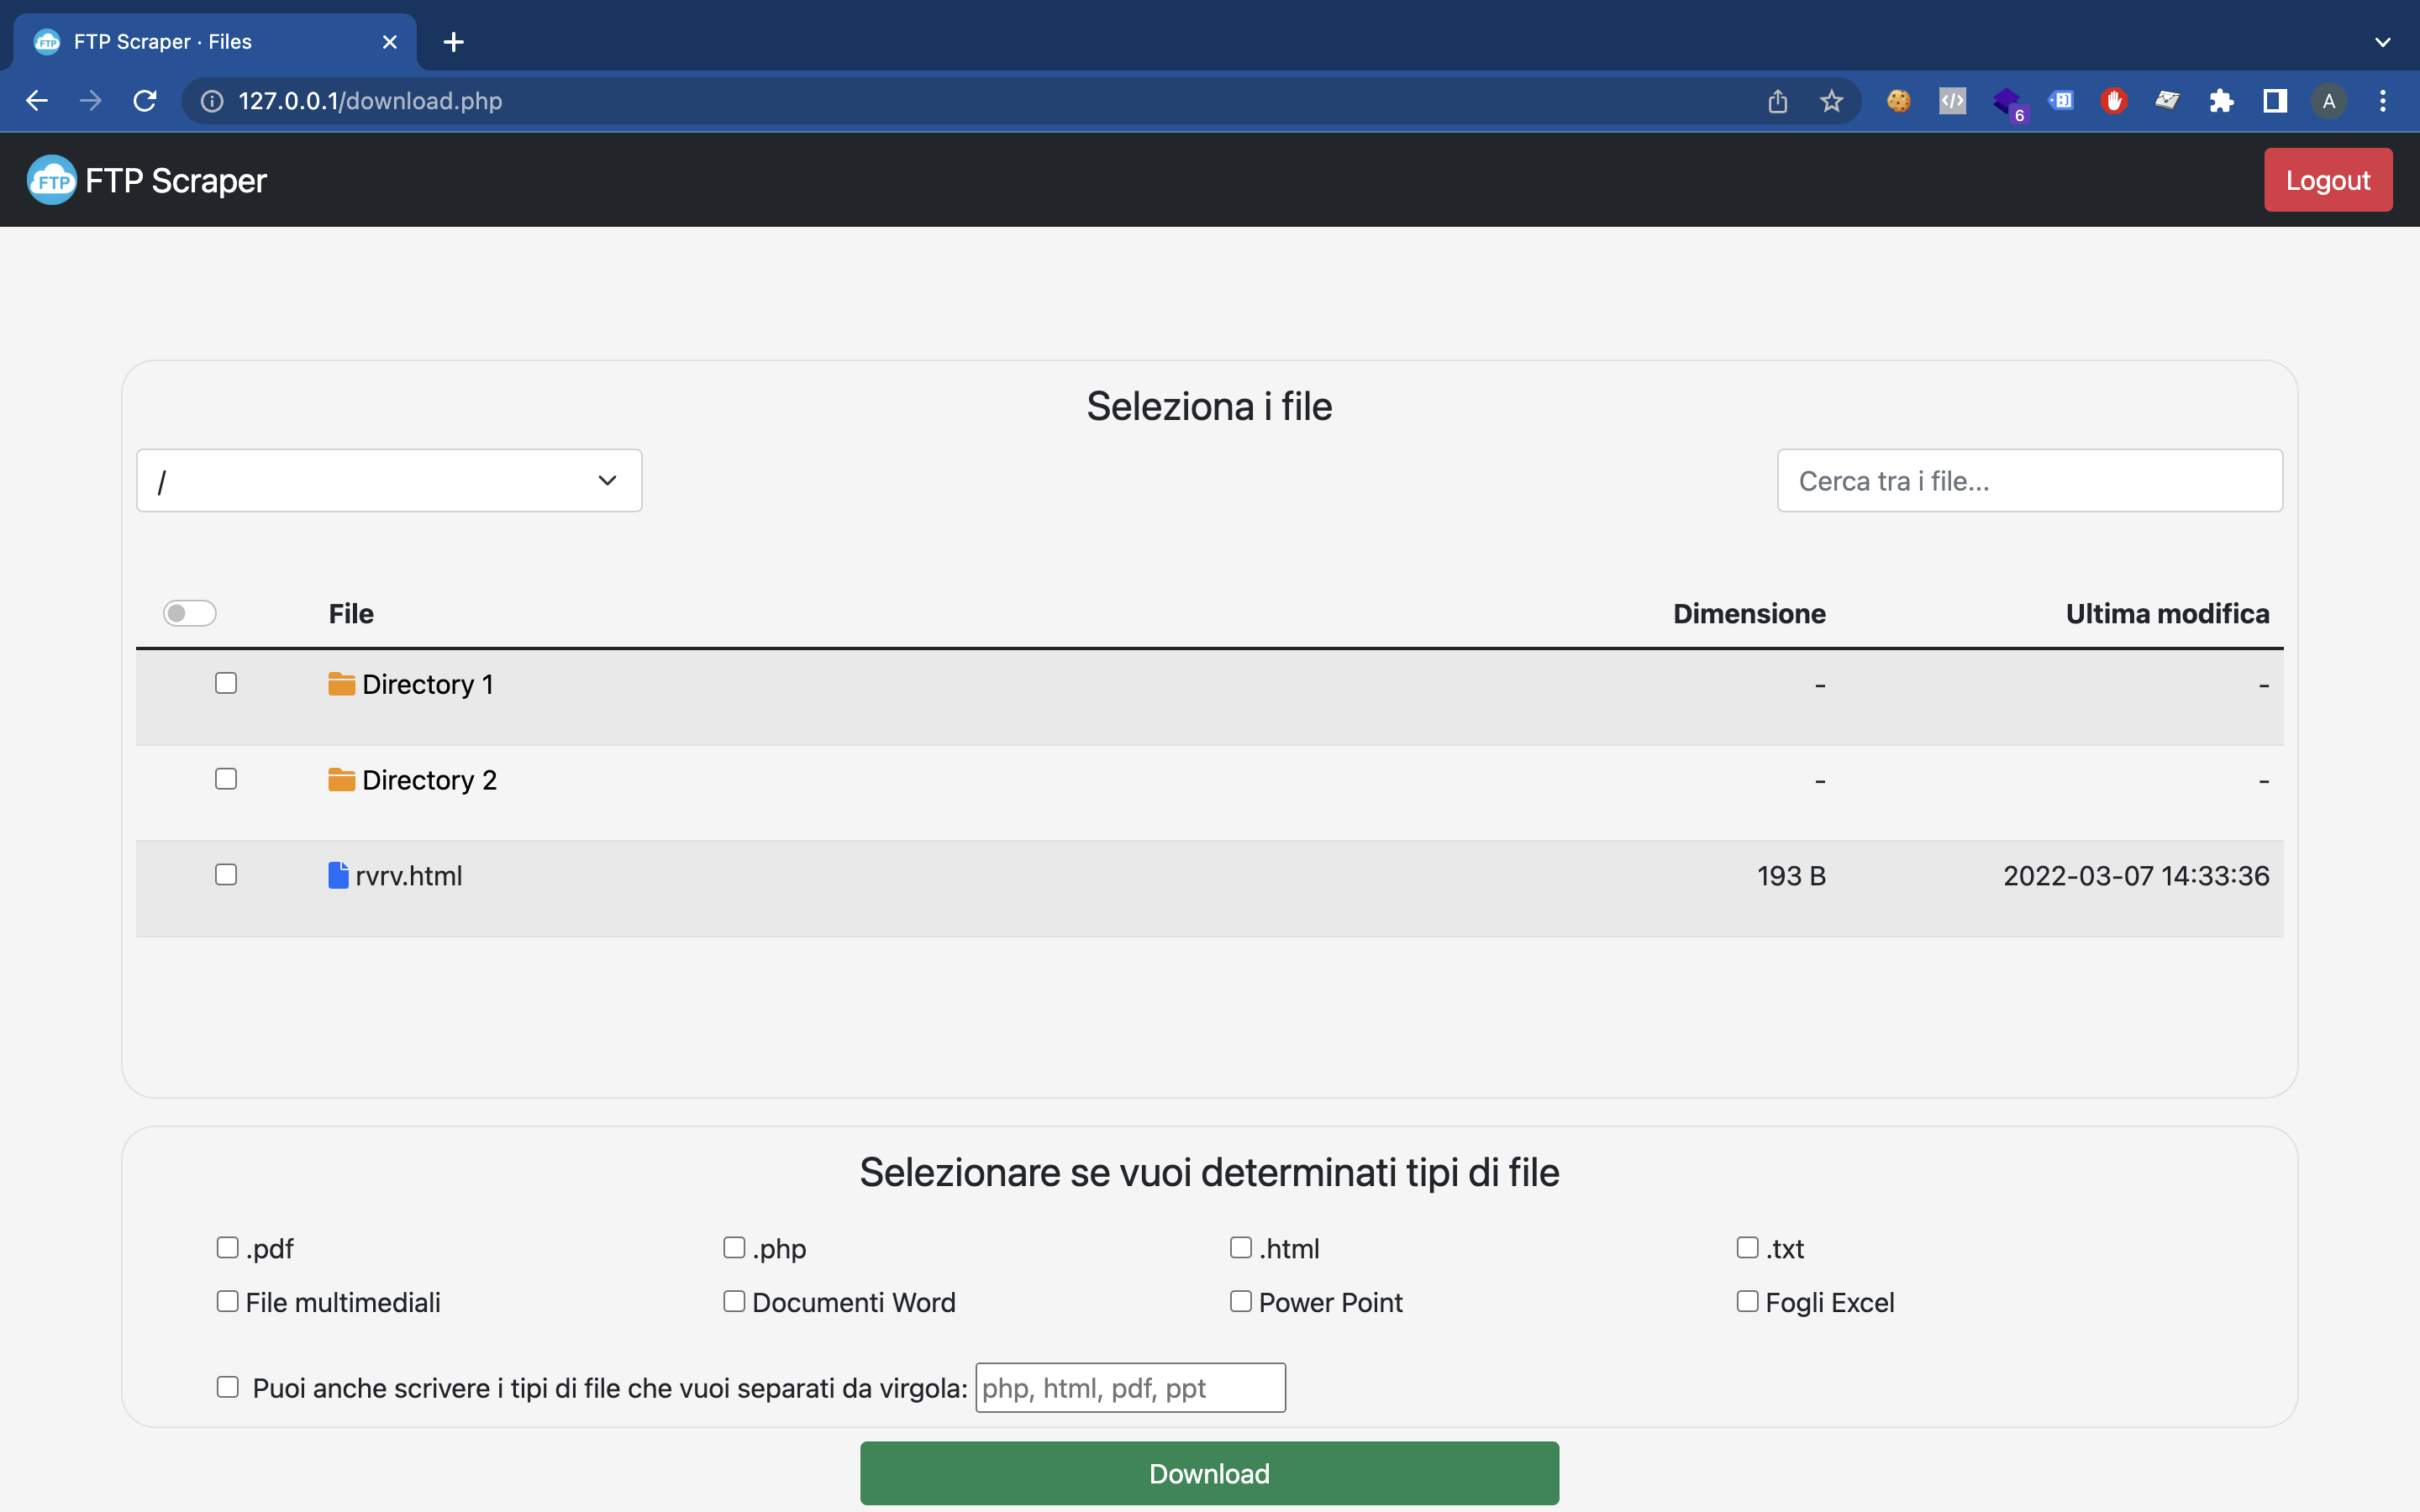 FTP Scraper · Files
127.0.0.1/download.php
6
A
FTP FTP Scraper
Logout
Seleziona i file
/
Cerca tra i file...
File Dimensione Ultima modifica
Directory 1 - -
Directory 2 - -
rvrv.html 193 B 2022-03-07 14:33:36
Selezionare se vuoi determinati tipi di file
.pdf .php .html .txt
File multimediali Documenti Word Power Point Fogli Excel
Puoi anche scrivere i tipi di file che vuoi separati da virgola: php, html, pdf, ppt
Download